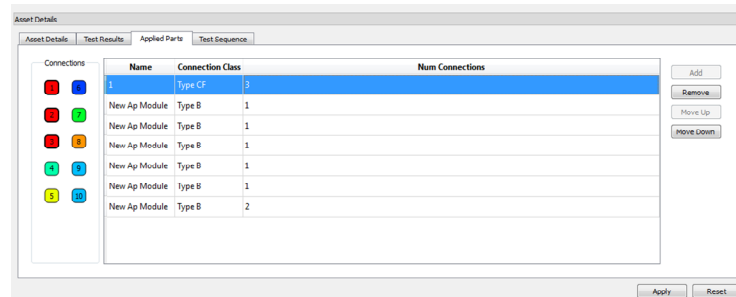 Asset Details
Asset Details Test Results Applied Parts Test Sequence
Connections
Name Connection Class Num Connections
1 6
I Type CF 3
2 7
New Ap Module Type B 1
New Ap Module Type B 1
3 8
New Ap Module Type B 1
4 9
New Ap Module Type B 1
New Ap Module Type B 1
5 10
New Ap Module Type B 2
Add
Remove
Move Up
Move Down
Apply Reset